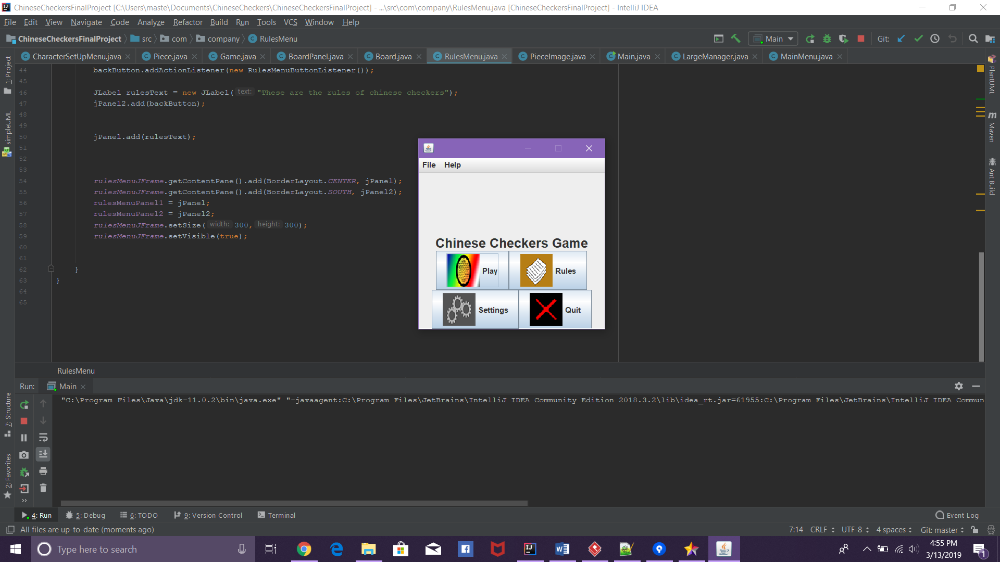 ChineseCheckersFinalProject [C:\Users\maste\Documents\ChineseCheckers\ChineseCheckersFinalProject] - ...\src\com\company\RulesMenu.java [ChineseCheckersFinalProject] - IntelliJ IDEA
File Edit View Navigate Code Analyze Refactor Build Run Tools VCS Window Help
ChineseCheckersFinalProject src com company RulesMenu Main Git:
CharacterSetUpMenu.java Piece.java Game.java BoardPanel.java Board.java RulesMenu.java PieceImage.java Main.java LargeManager.java MainMenu.java
1: Project
simpleUML
7: Structure
2: Favorites
PlantUML
Maven
Ant Build
44 backButton.addActionListener(new RulesMenuButtonListener());
45
46 JLabel rulesText = new JLabel( text: "These are the rules of chinese checkers");
47 jPanel2.add(backButton);
48
49
50 jPanel.add(rulesText);
51
52
53
54 rulesMenuJFrame.getContentPane().add(BorderLayout.CENTER, jPanel);
55 rulesMenuJFrame.getContentPane().add(BorderLayout.SOUTH, jPanel2);
56 rulesMenuPanel1 = jPanel;
57 rulesMenuPanel2 = jPanel2;
58 rulesMenuJFrame.setSize( width: 300, height: 300);
59 rulesMenuJFrame.setVisible(true);
60
61
62 }
63 }
64
65
File Help
Chinese Checkers Game
Play Rules
Settings Quit
RulesMenu
Run: Main
"C:\Program Files\Java\jdk-11.0.2\bin\java.exe" "-javaagent:C:\Program Files\JetBrains\IntelliJ IDEA Community Edition 2018.3.2\lib\idea_rt.jar=61955:C:\Program Files\JetBrains\IntelliJ IDEA Commun
4: Run 5: Debug 6: TODO 9: Version Control Terminal Event Log
All files are up-to-date (moments ago) 7:14 CRLF UTF-8 4 spaces Git: master
Type here to search
4:55 PM
3/13/2019
1